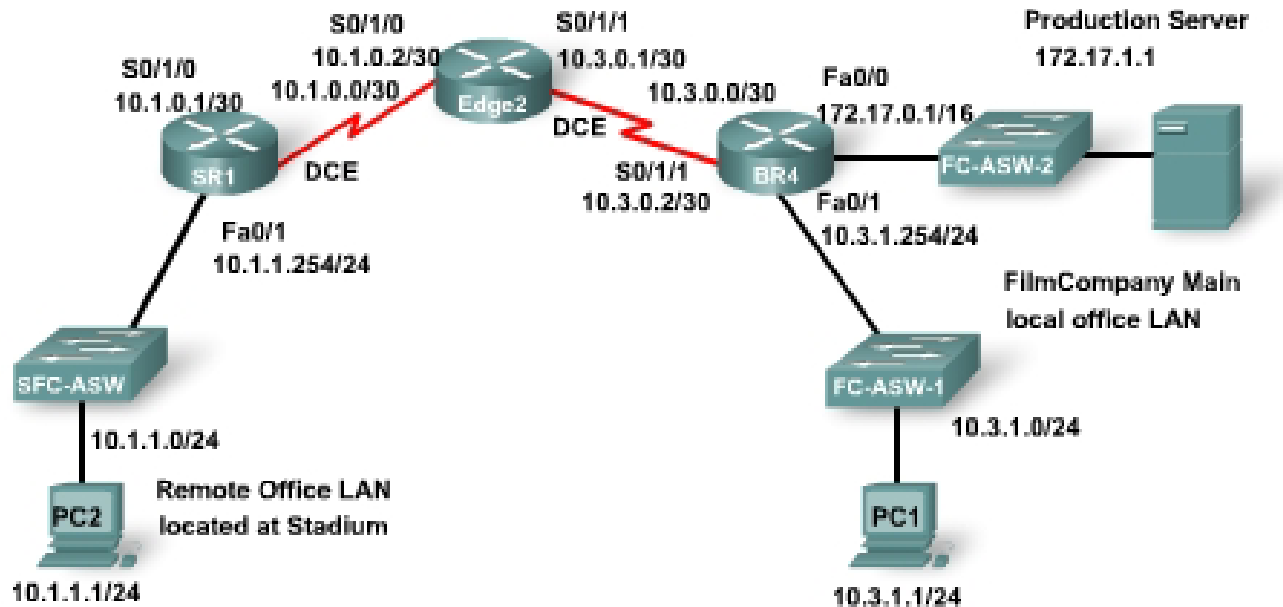 S0/1/0
10.1.0.1/30
S0/1/0
10.1.0.2/30
10.1.0.0/30
Edge2
S0/1/1
10.3.0.1/30
10.3.0.0/30
DCE
DCE
SR1
Fa0/1
10.1.1.254/24
S0/1/1
10.3.0.2/30
BR4
Fa0/0
172.17.0.1/16
Production Server
172.17.1.1
FC-ASW-2
Fa0/1
10.3.1.254/24
FilmCompany Main
local office LAN
SFC-ASW
10.1.1.0/24
PC2
Remote Office LAN
located at Stadium
10.1.1.1/24
FC-ASW-1
10.3.1.0/24
PC1
10.3.1.1/24